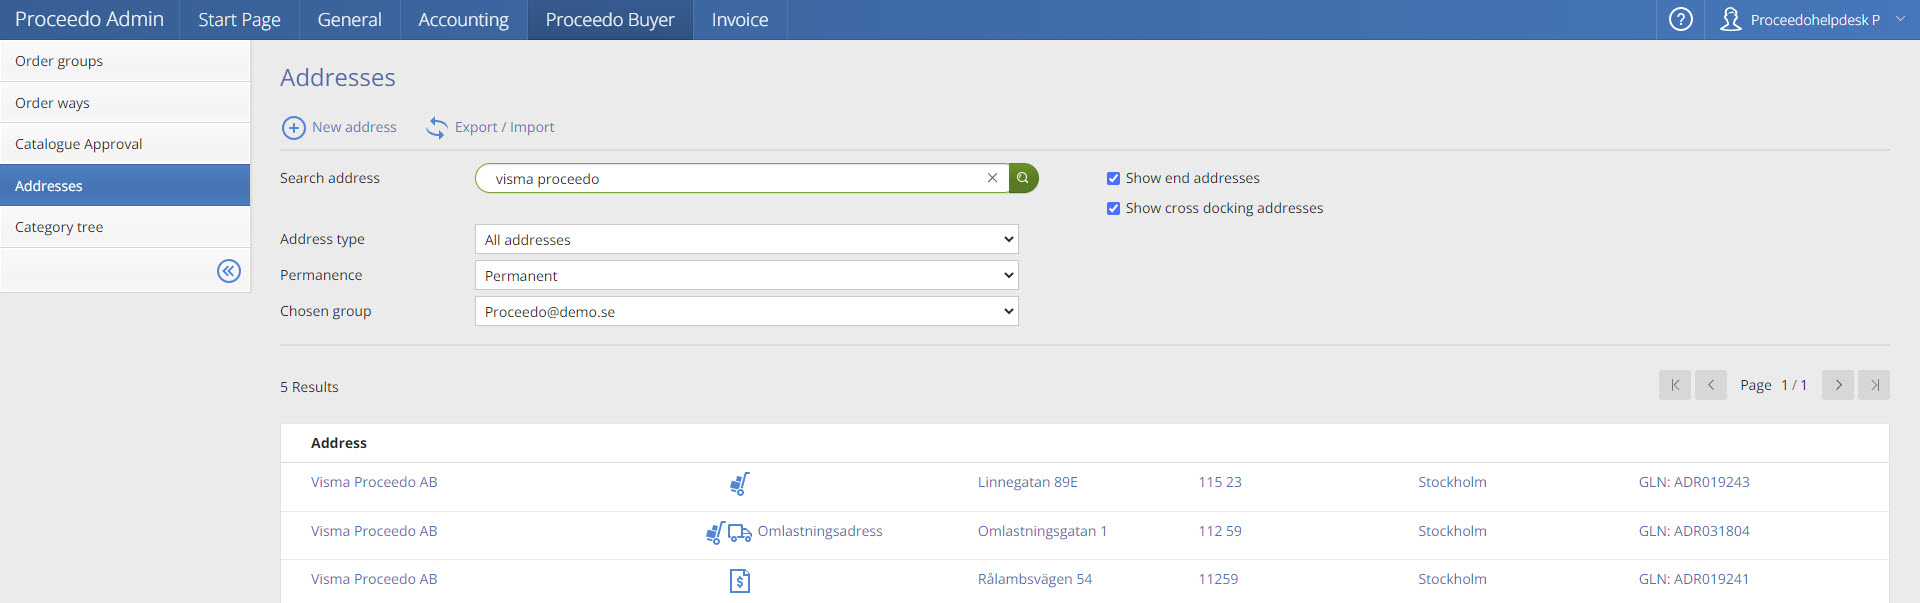 Proceedo Admin Start Page General Accounting Proceedo Buyer Invoice ? Proceedohelpdesk P
Order groups
Order ways
Catalogue Approval
Addresses
Category tree
Addresses
New address Export / Import
Search address visma proceedo Show end addresses
Show cross docking addresses
Address type All addresses
Permanence Permanent
Chosen group Proceedo@demo.se
5 Results Page 1 / 1
Address
Visma Proceedo AB Linnegatan 89E 115 23 Stockholm GLN: ADR019243
Visma Proceedo AB Omlastningsadress Omlastningsgatan 1 112 59 Stockholm GLN: ADR031804
Visma Proceedo AB $ Rålambsvägen 54 11259 Stockholm GLN: ADR019241